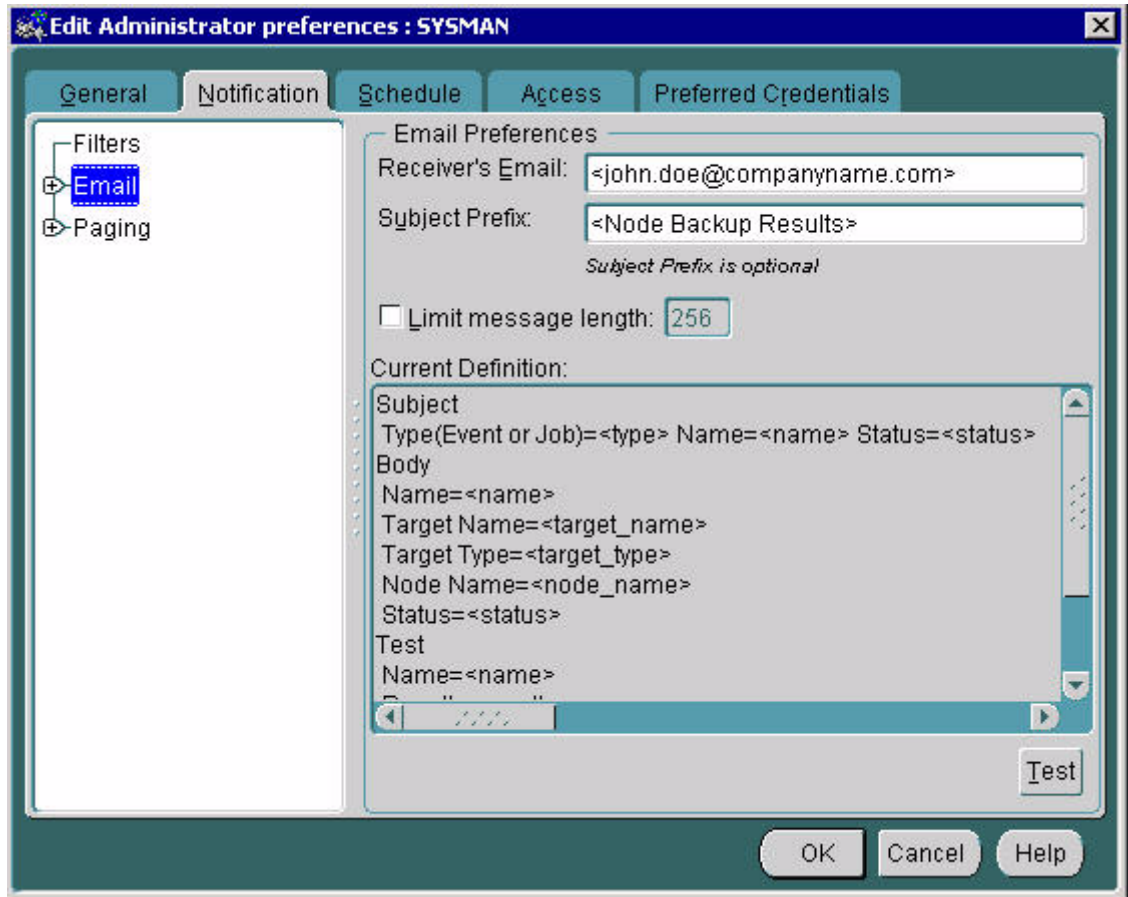 Edit Administrator preferences : SYSMAN
General Notification Schedule Access Preferred Credentials
Filters
Email
Paging
Email Preferences
Receiver's Email: <john.doe@companyname.com>
Subject Prefix: <Node Backup Results>
Subject Prefix is optional
Limit message length: 256
Current Definition:
Subject
Type(Event or Job)=<type> Name=<name> Status=<status>
Body
Name=<name>
Target Name=<target_name>
Target Type=<target_type>
Node Name=<node_name>
Status=<status>
Test
Name=<name>
Test
OK Cancel Help